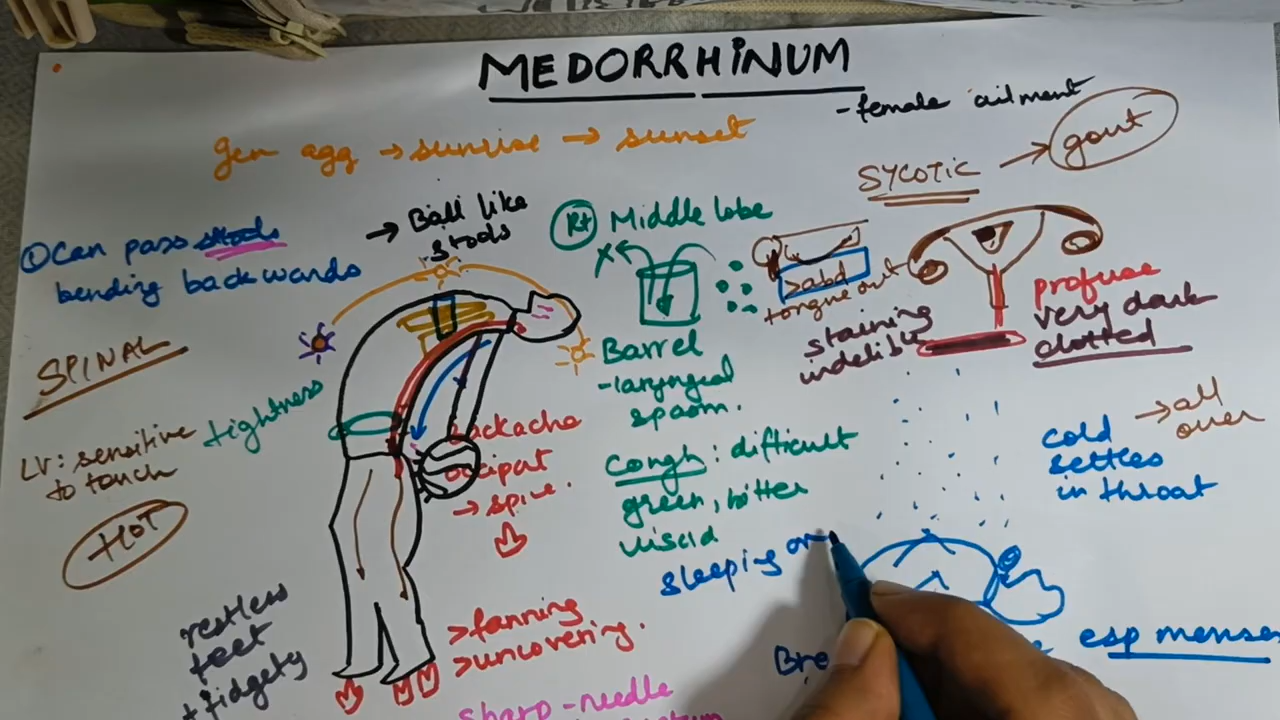 MEDORRHINUM
-female ailment
gen agg → sunrise → sunset
SYCOTIC → gout
① Can pass stools
bending backwards
→ Ball like
stools
Rt Middle lobe
>abd
tongue out
Barrel
-laryngeal
spasm.
staining
indelible
profuse
very dark
clotted
SPINAL
tightness
LV: sensitive
to touch
HOT
backache
occiput
→ spine.
cough: difficult
green, bitter
viscid
cold → all
over
settles
in throat
sleeping on
restless
feet
+ fidgety
>fanning
>uncovering.
Bre
esp menses
sharp-needle